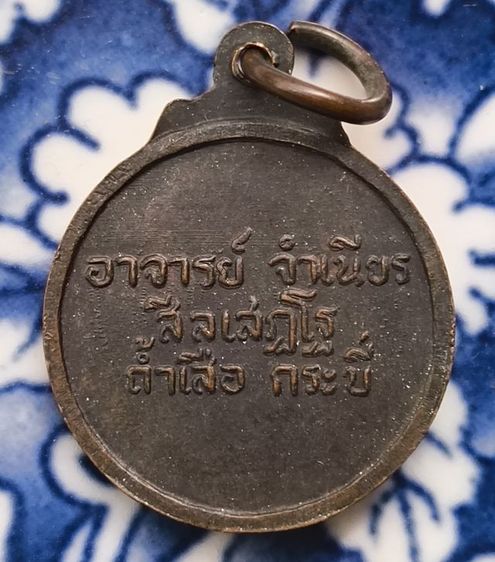 อาจารย์ จำเนียร
สีลเสฏฺโฐ
ถ้ำเสือ กระบี่